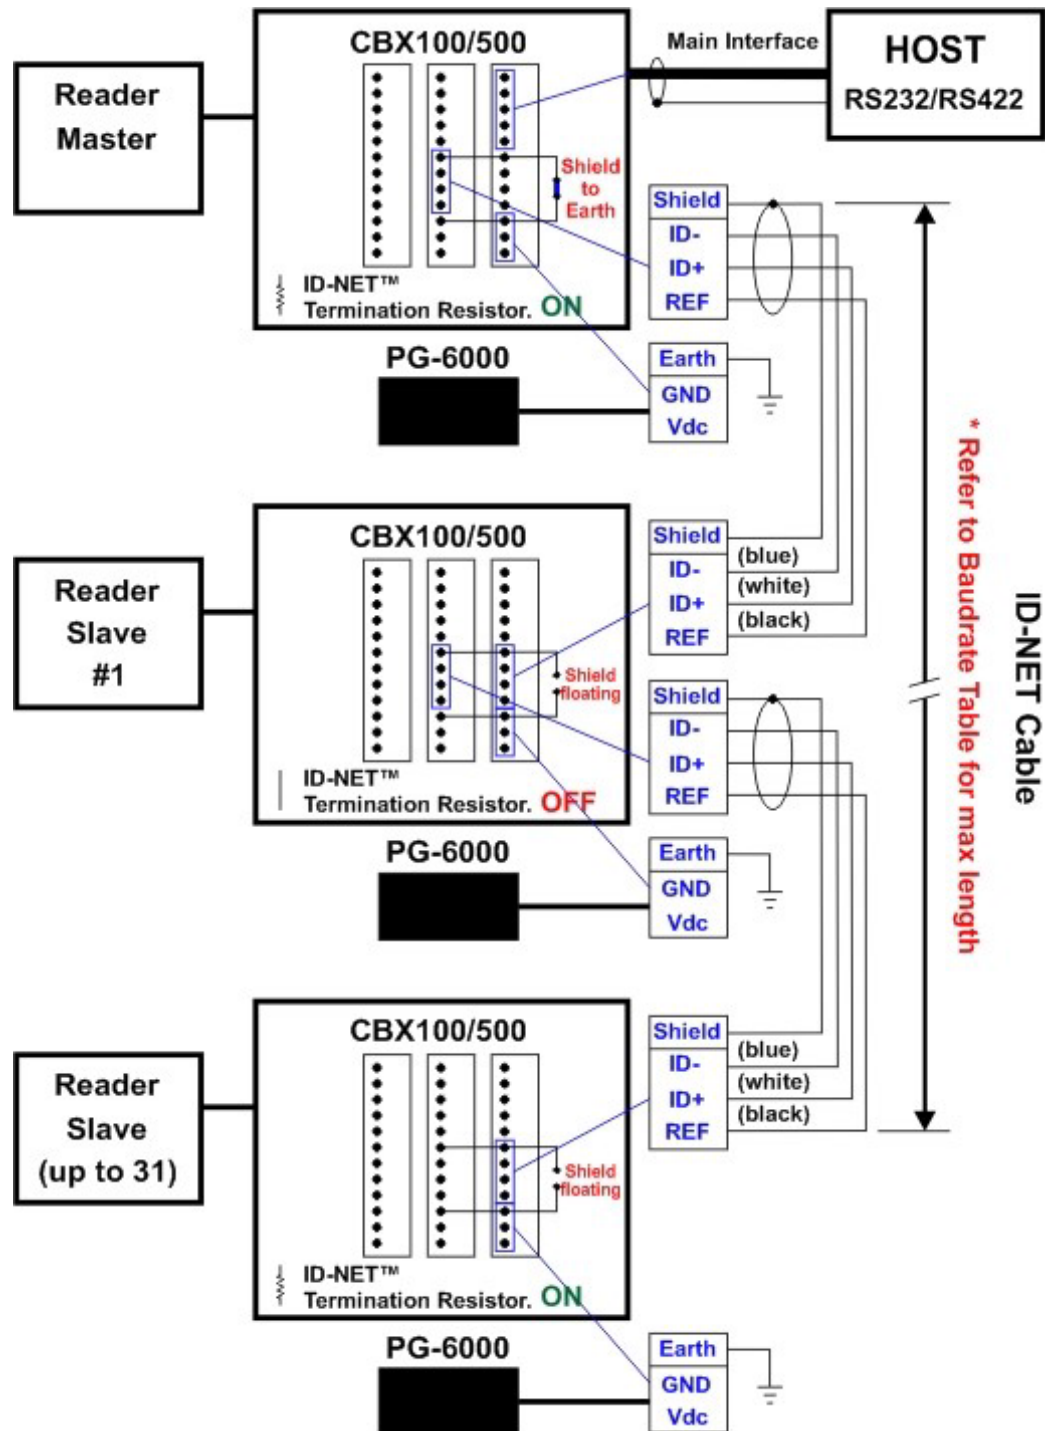 CBX100/500
Main Interface
HOST
RS232/RS422
Reader
Master
Shield
to
Earth
Shield
ID-
ID+
REF
ID-NET™
Termination Resistor. ON
PG-6000
Earth
GND
Vdc
CBX100/500
Reader
Slave
#1
Shield
floating
Shield
ID-
ID+
REF
(blue)
(white)
(black)
Shield
ID-
ID+
REF
ID-NET™
Termination Resistor. OFF
PG-6000
Earth
GND
Vdc
CBX100/500
Reader
Slave
(up to 31)
Shield
floating
Shield
ID-
ID+
REF
(blue)
(white)
(black)
ID-NET™
Termination Resistor. ON
PG-6000
Earth
GND
Vdc
* Refer to Baudrate Table for max length
ID-NET Cable